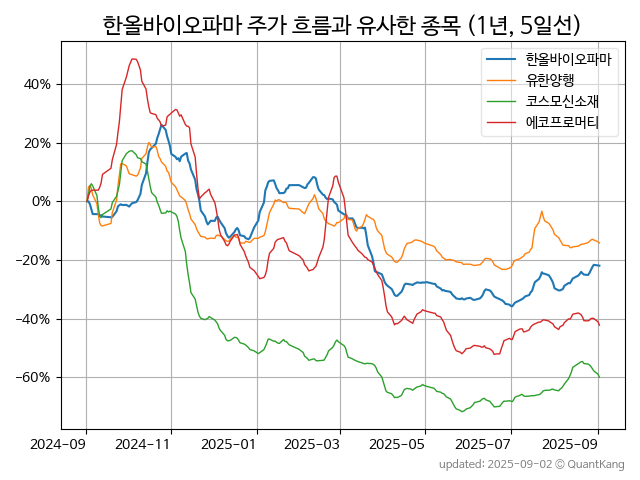 한올바이오파마 주가 흐름과 유사한 종목 (1년, 5일선)
한올바이오파마
유한양행
코스모신소재
에코프로머티
40%
20%
0%
−20%
−40%
−60%
2024-09 2024-11 2025-01 2025-03 2025-05 2025-07 2025-09
updated: 2025-09-02 © QuantKang